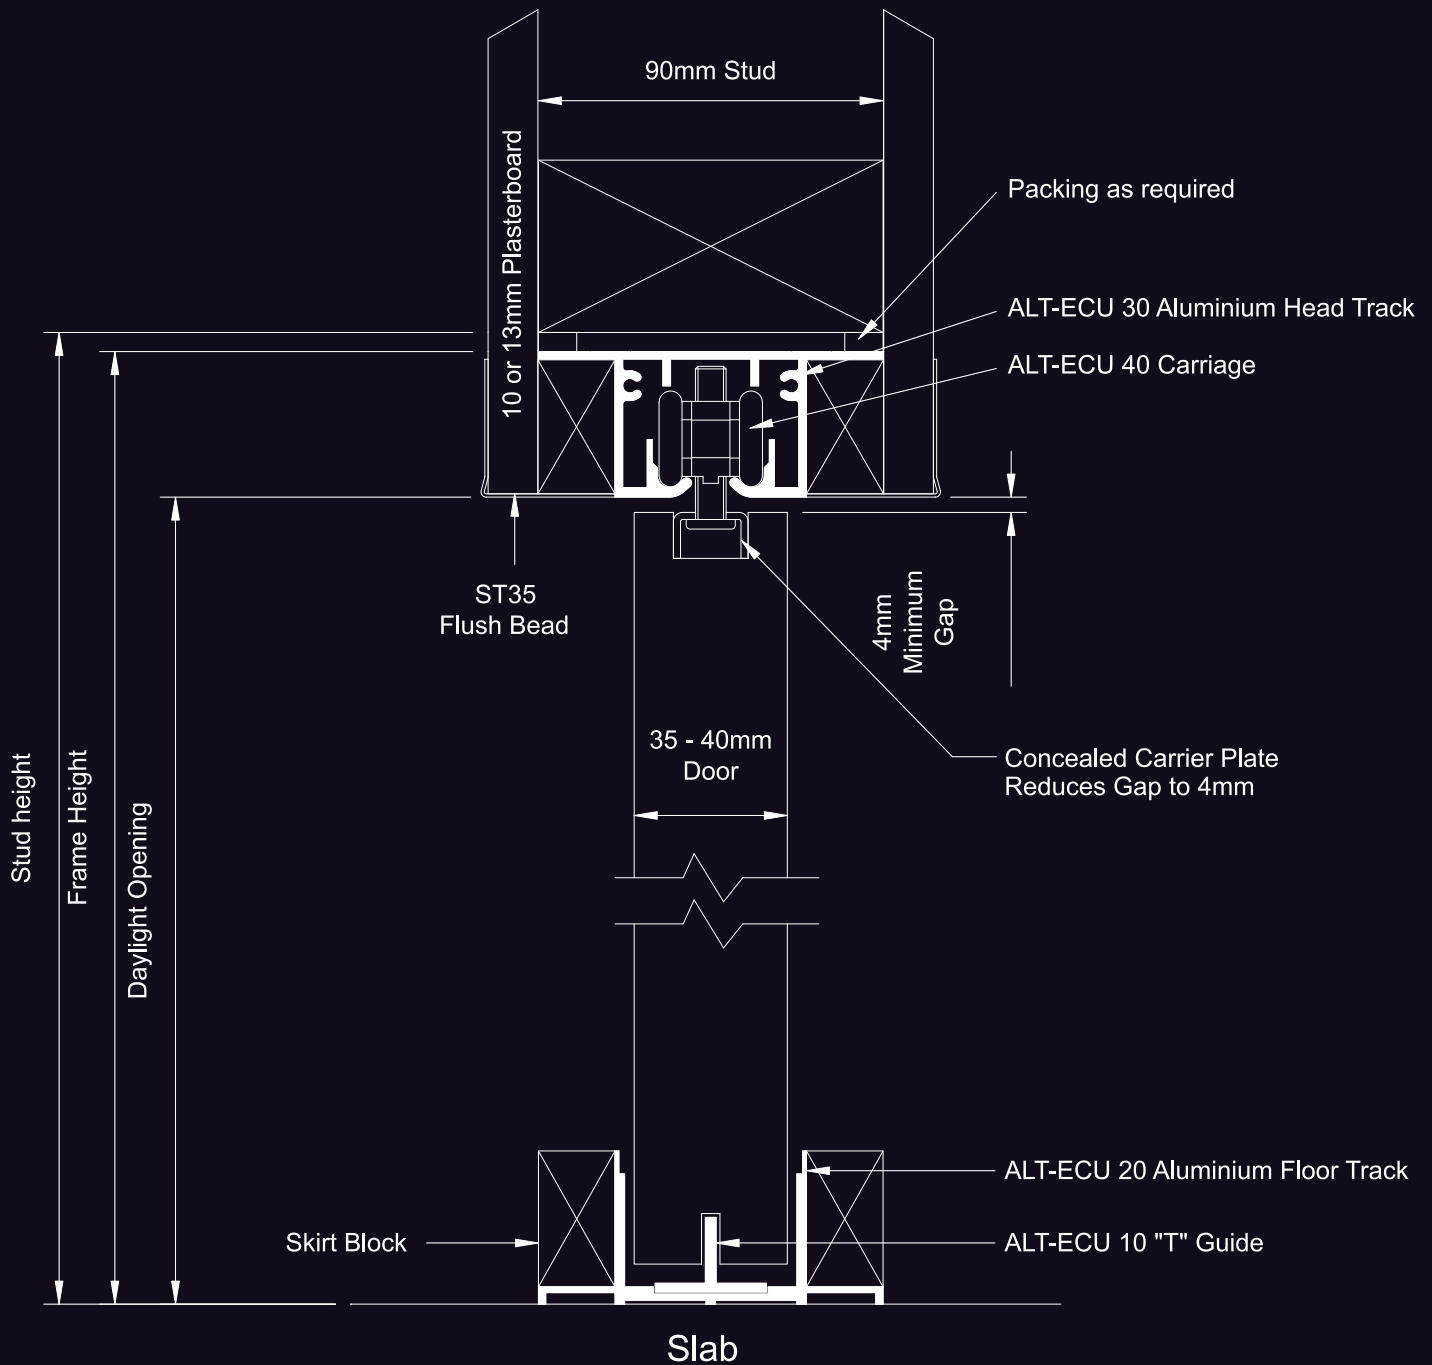 90mm Stud
10 or 13mm Plasterboard
Packing as required
ALT-ECU 30 Aluminium Head Track
ALT-ECU 40 Carriage
ST35
Flush Bead
4mm
Minimum
Gap
35 - 40mm
Door
Concealed Carrier Plate
Reduces Gap to 4mm
Stud height
Frame Height
Daylight Opening
ALT-ECU 20 Aluminium Floor Track
Skirt Block
ALT-ECU 10 "T" Guide
Slab